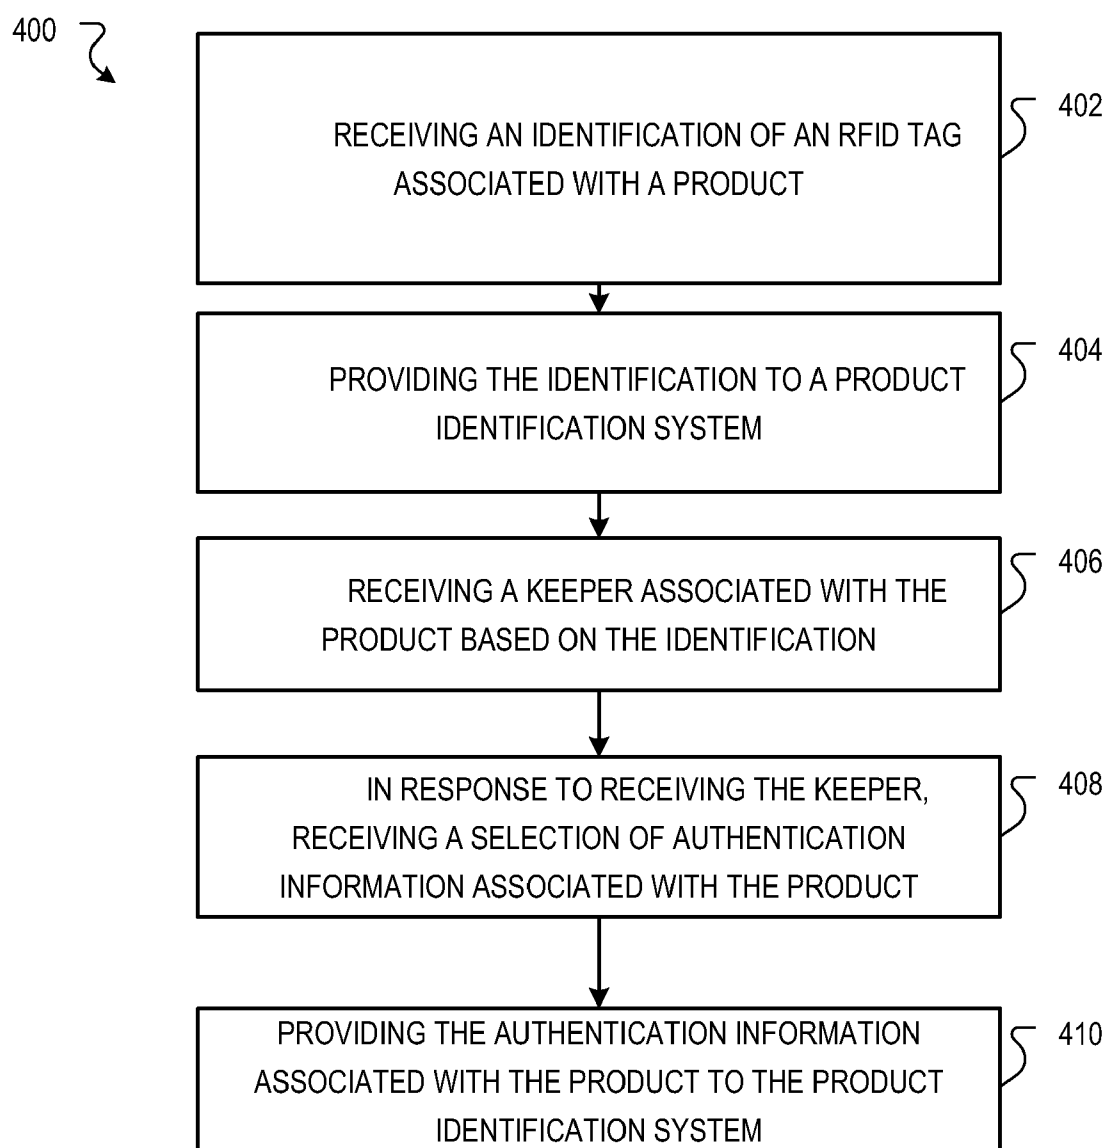 400
RECEIVING AN IDENTIFICATION OF AN RFID TAG
ASSOCIATED WITH A PRODUCT
402
PROVIDING THE IDENTIFICATION TO A PRODUCT
IDENTIFICATION SYSTEM
404
RECEIVING A KEEPER ASSOCIATED WITH THE
PRODUCT BASED ON THE IDENTIFICATION
406
IN RESPONSE TO RECEIVING THE KEEPER,
RECEIVING A SELECTION OF AUTHENTICATION
INFORMATION ASSOCIATED WITH THE PRODUCT
408
PROVIDING THE AUTHENTICATION INFORMATION
ASSOCIATED WITH THE PRODUCT TO THE PRODUCT
IDENTIFICATION SYSTEM
410